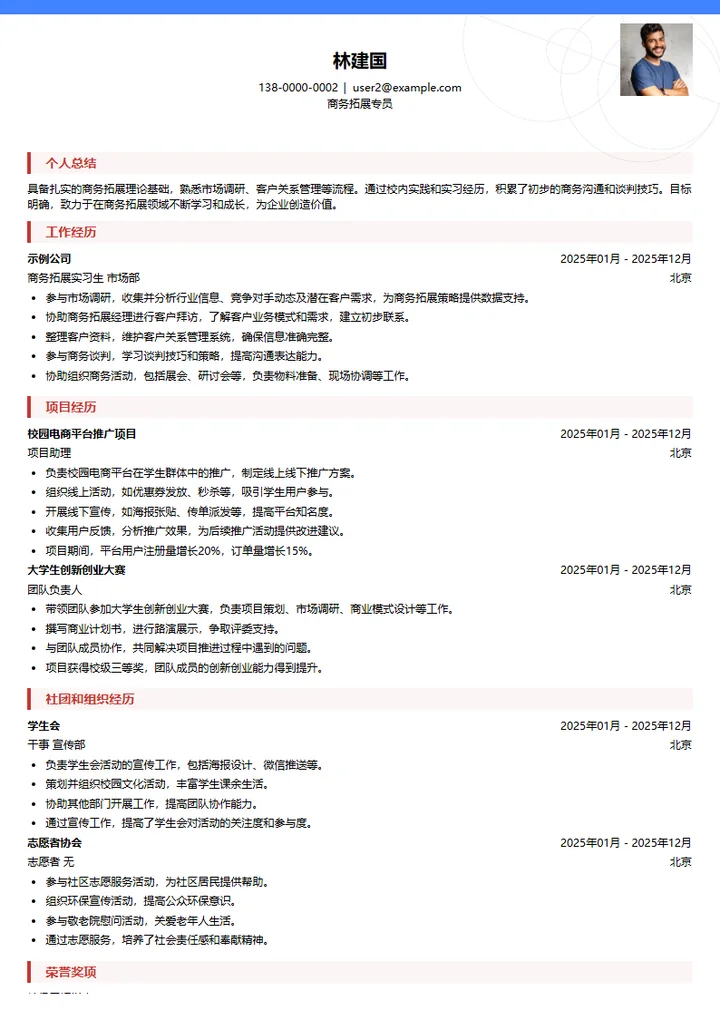 林建国
138-0000-0002 | user2@example.com
商务拓展专员
个人总结
具备扎实的商务拓展理论基础，熟悉市场调研、客户关系管理等流程。通过校内实践和实习经历，积累了初步的商务沟通和谈判技巧。目标
明确，致力于在商务拓展领域不断学习和成长，为企业创造价值。
工作经历
示例公司 2025年01月 - 2025年12月
商务拓展实习生 市场部 北京
• 参与市场调研，收集并分析行业信息、竞争对手动态及潜在客户需求，为商务拓展策略提供数据支持。
• 协助商务拓展经理进行客户拜访，了解客户业务模式和需求，建立初步联系。
• 整理客户资料，维护客户关系管理系统，确保信息准确完整。
• 参与商务谈判，学习谈判技巧和策略，提高沟通表达能力。
• 协助组织商务活动，包括展会、研讨会等，负责物料准备、现场协调等工作。
项目经历
校园电商平台推广项目 2025年01月 - 2025年12月
项目助理 北京
• 负责校园电商平台在学生群体中的推广，制定线上线下推广方案。
• 组织线上活动，如优惠券发放、秒杀等，吸引学生用户参与。
• 开展线下宣传，如海报张贴、传单派发等，提高平台知名度。
• 收集用户反馈，分析推广效果，为后续推广活动提供改进建议。
• 项目期间，平台用户注册量增长20%，订单量增长15%。
大学生创新创业大赛 2025年01月 - 2025年12月
团队负责人 北京
• 带领团队参加大学生创新创业大赛，负责项目策划、市场调研、商业模式设计等工作。
• 撰写商业计划书，进行路演展示，争取评委支持。
• 与团队成员协作，共同解决项目推进过程中遇到的问题。
• 项目获得校级三等奖，团队成员的创新创业能力得到提升。
社团和组织经历
学生会 2025年01月 - 2025年12月
干事 宣传部 北京
• 负责学生会活动的宣传工作，包括海报设计、微信推送等。
• 策划并组织校园文化活动，丰富学生课余生活。
• 协助其他部门开展工作，提高团队协作能力。
• 通过宣传工作，提高了学生会对活动的关注度和参与度。
志愿者协会 2025年01月 - 2025年12月
志愿者 无 北京
• 参与社区志愿服务活动，为社区居民提供帮助。
• 组织环保宣传活动，提高公众环保意识。
• 参与敬老院慰问活动，关爱老年人生活。
• 通过志愿服务，培养了社会责任感和奉献精神。
荣誉奖项